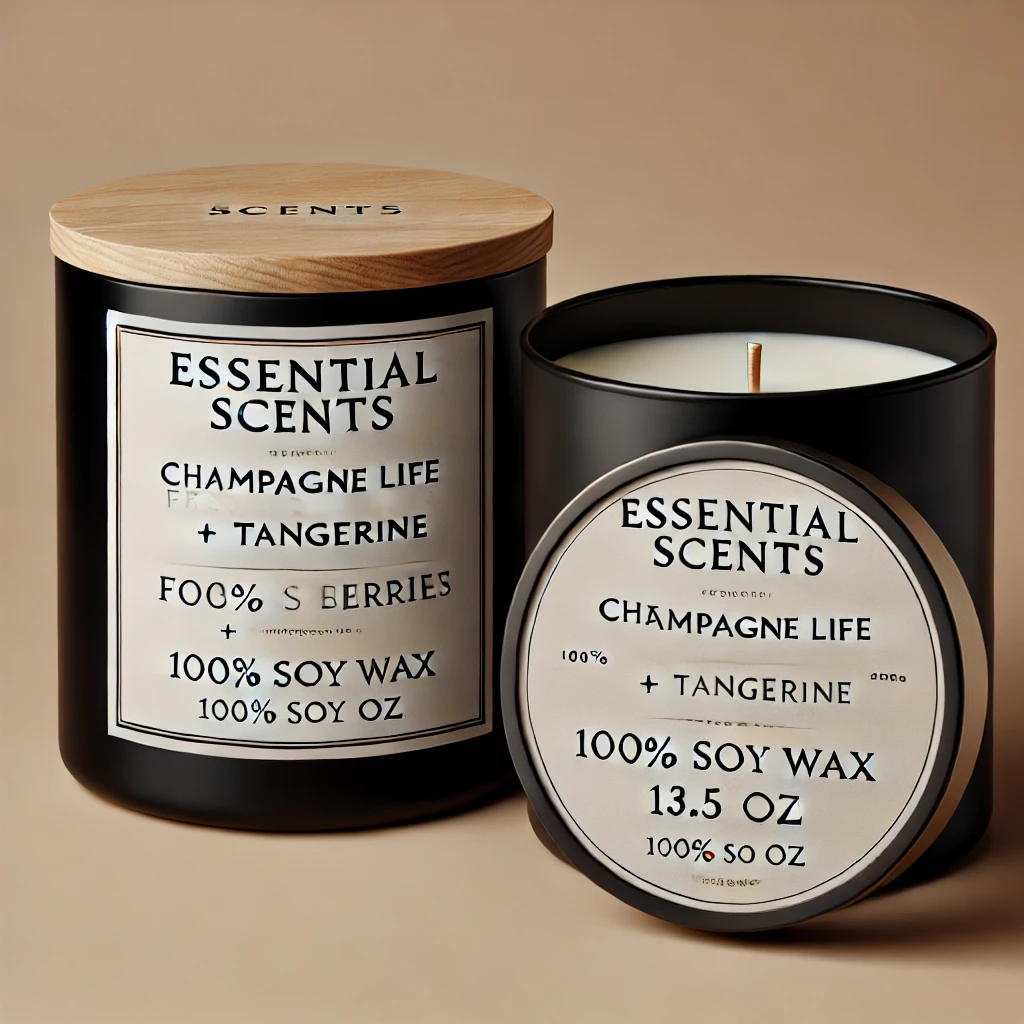 SCENTS
ESSENTIAL
SCENTS
CHAMPAGNE LIFE
+ TANGERINE
FOO% S BERRIES
+
100% SOY WAX
100% SOY OZ
ESSENTIAL
SCENTS
CHAMPAGNE LIFE
100%
+ TANGERINE
100% SOY WAX
13.5 OZ
100% SO OZ